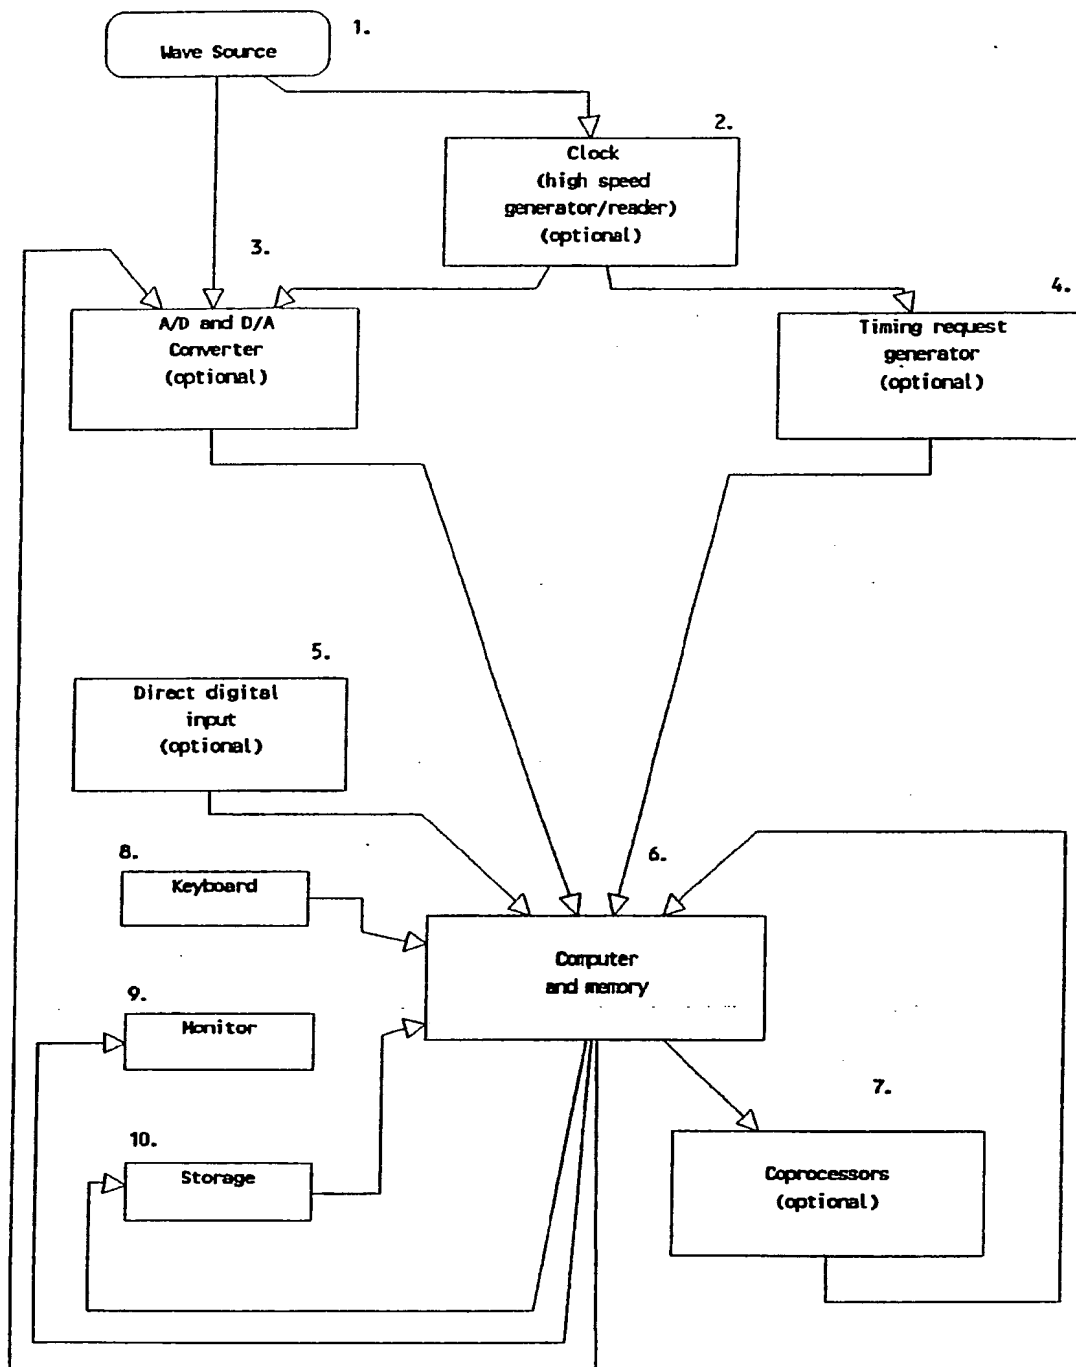 1.
Wave Source
2.
Clock
(high speed
generator/reader)
(optional)
3.
A/D and D/A
Converter
(optional)
4.
Timing request
generator
(optional)
5.
Direct digital
input
(optional)
6.
Computer
and memory
8.
Keyboard
9.
Monitor
7.
Coprocessors
(optional)
10.
Storage